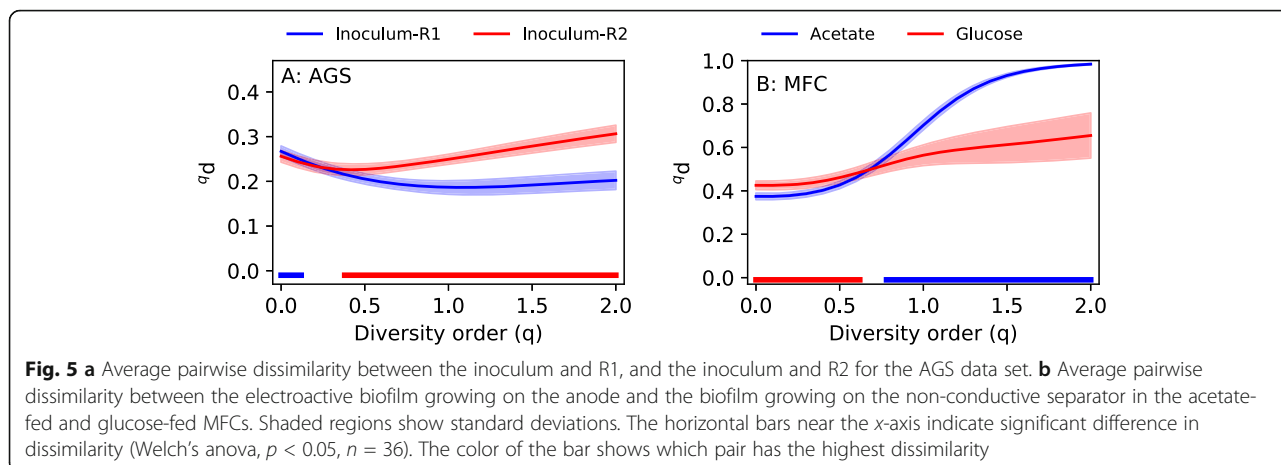 Inoculum-R1 Inoculum-R2 Acetate Glucose
A: AGS
0.4
0.3
0.2
0.1
0.0
qd
0.0 0.5 1.0 1.5 2.0
Diversity order (q)
B: MFC
1.0
0.8
0.6
0.4
0.2
0.0
qd
0.0 0.5 1.0 1.5 2.0
Diversity order (q)
Fig. 5 a Average pairwise dissimilarity between the inoculum and R1, and the inoculum and R2 for the AGS data set. b Average pairwise
dissimilarity between the electroactive biofilm growing on the anode and the biofilm growing on the non-conductive separator in the acetate-
fed and glucose-fed MFCs. Shaded regions show standard deviations. The horizontal bars near the x-axis indicate significant difference in
dissimilarity (Welch's anova, p < 0.05, n = 36). The color of the bar shows which pair has the highest dissimilarity